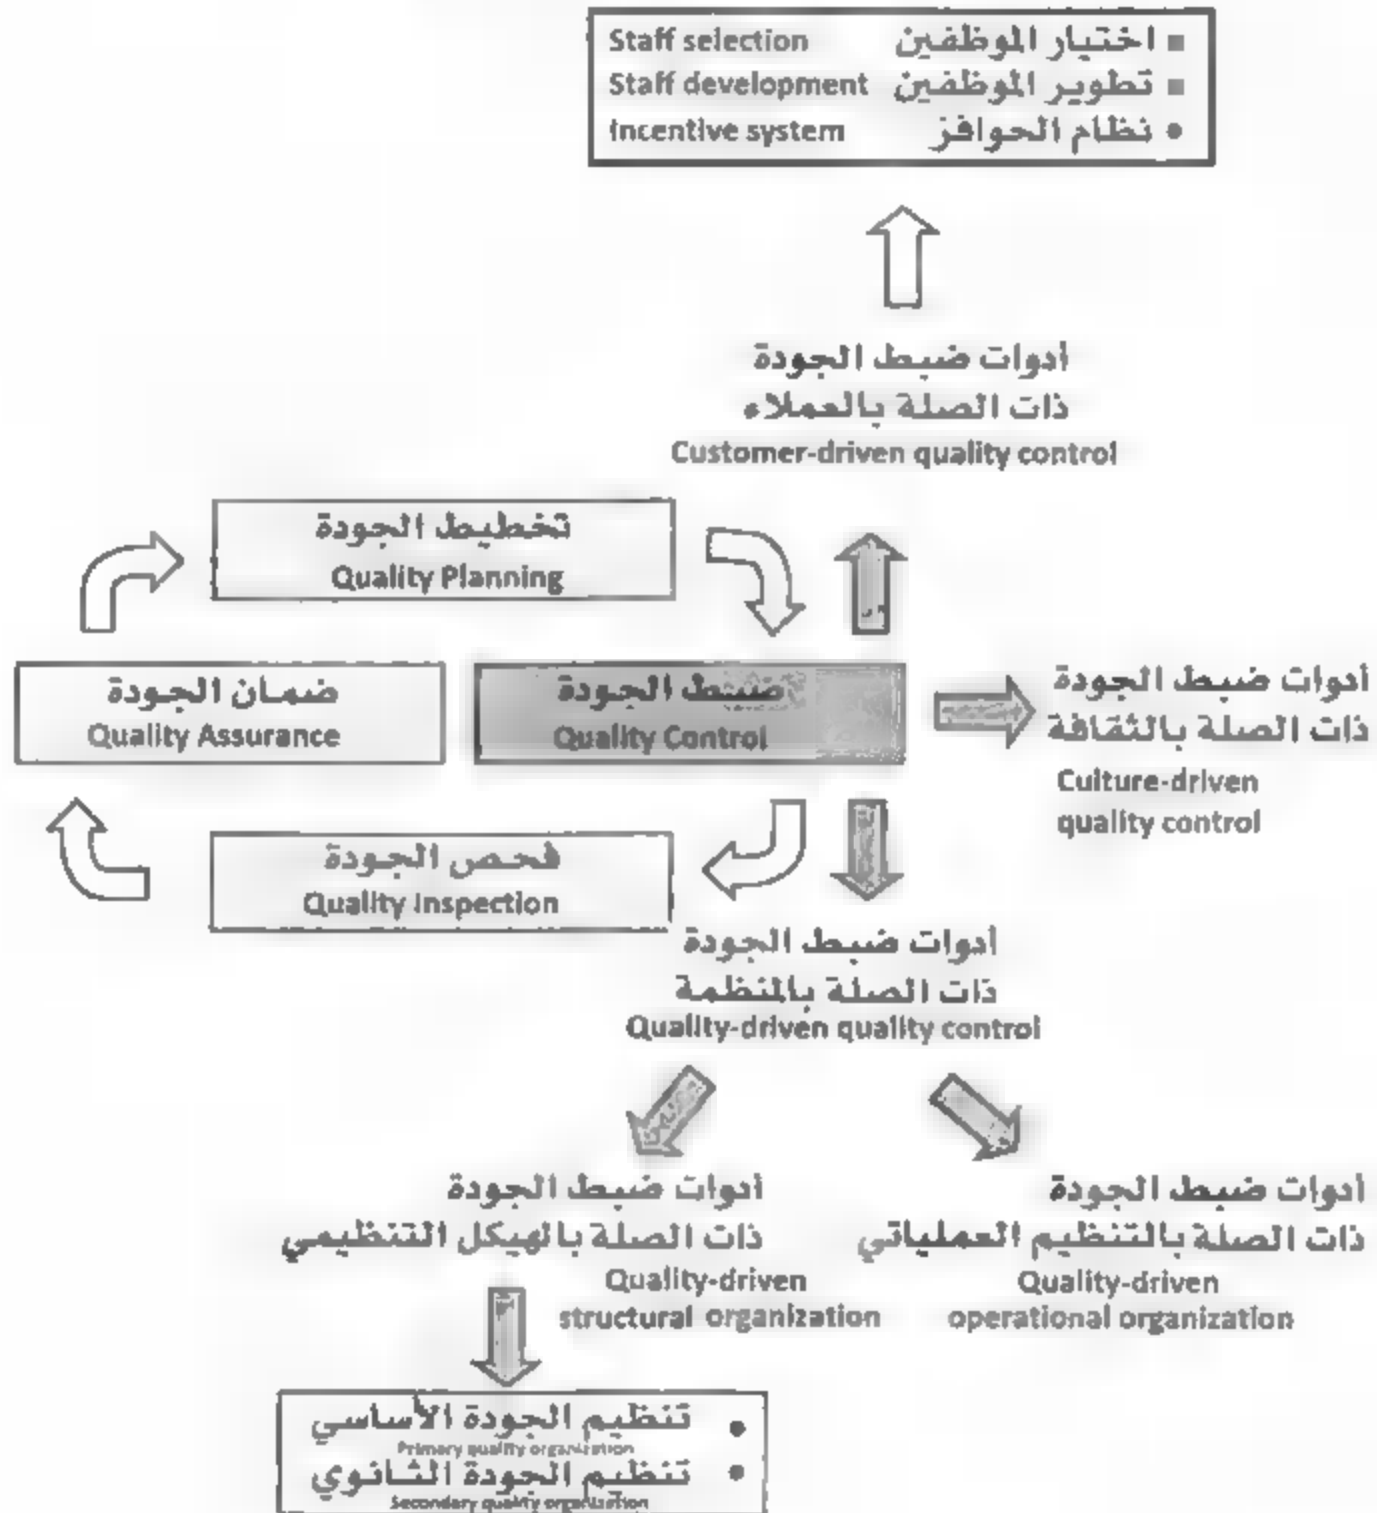 اختيار الموظفين Staff selection
تطوير الموظفين Staff development
نظام الحوافز Incentive system
أدوات ضبط الجودة
ذات الصلة بالعملاء
Customer-driven quality control
تخطيط الجودة
Quality Planning
ضمان الجودة
Quality Assurance
ضبط الجودة
Quality Control
أدوات ضبط الجودة
ذات الصلة بالثقافة
Culture-driven
quality control
فحص الجودة
Quality Inspection
أدوات ضبط الجودة
ذات الصلة بالمنظمة
Quality-driven quality control
أدوات ضبط الجودة
ذات الصلة بالهيكل التنظيمي
Quality-driven
structural organization
أدوات ضبط الجودة
ذات الصلة بالتنظيم العملياتي
Quality-driven
operational organization
تنظيم الجودة الأساسي
Primary quality organization
تنظيم الجودة الثانوي
Secondary quality organization